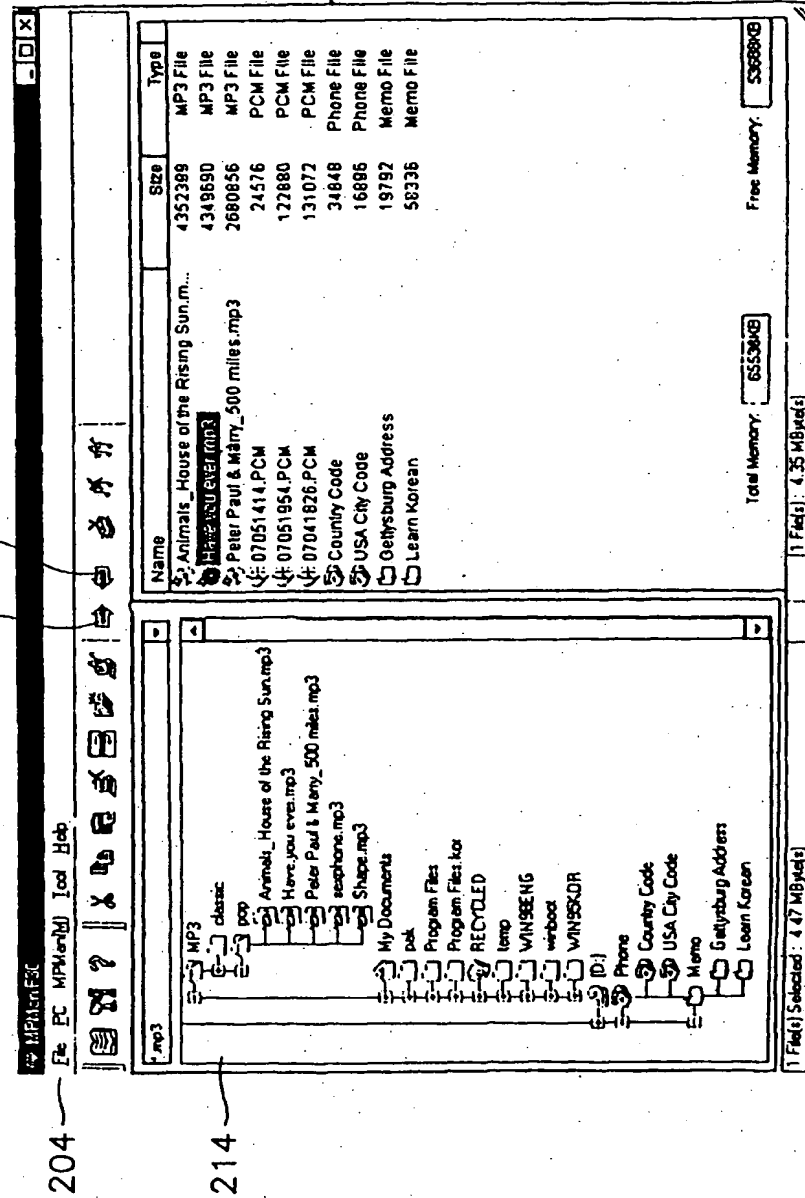 204
MPMan F30
File PC MPMan(M) Tool Help
214
*.mp3
MP3
classic
pop
Animals_House of the Rising Sun.mp3
Have you ever.mp3
Peter Paul & Marry_500 miles.mp3
sexphone.mp3
Shape.mp3
My Documents
pak
Program Files
Program Files.kor
RECYCLED
temp
WIN98ENG
winboot
WIN95KOR
[D:]
Phone
Country Code
USA City Code
Memo
Gettysburg Address
Learn Korean
1 File(s) Selected : 4.47 MByte(s)
Name Size Type
Animals_House of the Rising Sun.m... 4352389 MP3 File
Have you ever.mp3 4349690 MP3 File
Peter Paul & Marry_500 miles.mp3 2680856 MP3 File
07051414.PCM 24576 PCM File
07051954.PCM 122880 PCM File
07041826.PCM 131072 PCM File
Country Code 34848 Phone File
USA City Code 16896 Phone File
Gettysburg Address 19792 Memo File
Learn Korean 58336 Memo File
Total Memory: 65536KB Free Memory: 53688KB
1 File(s) : 4.35 MByte(s)